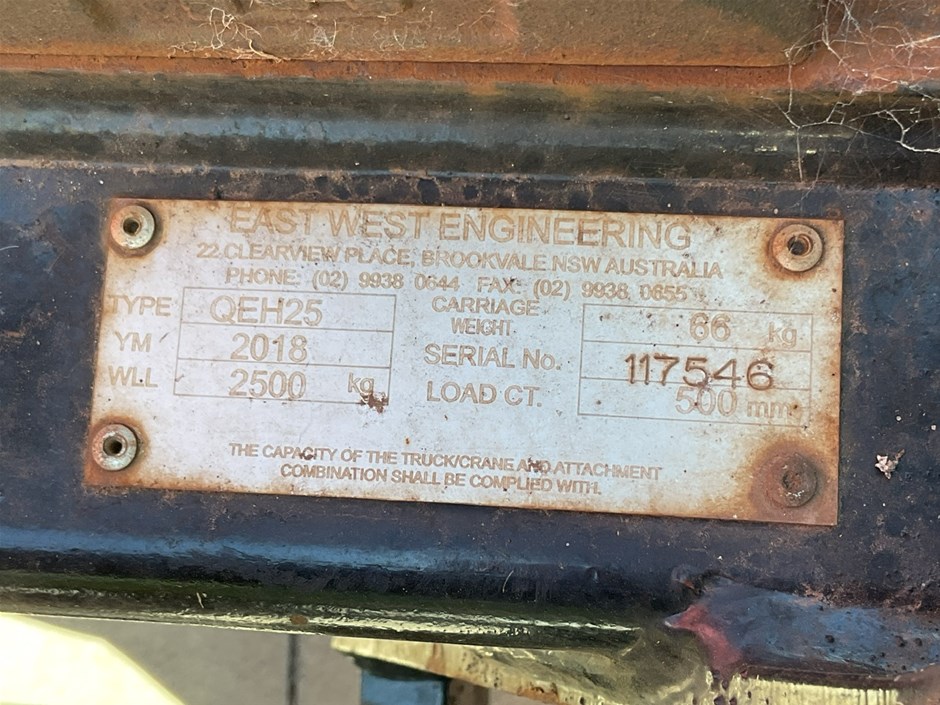 EAST WEST ENGINEERING
22 CLEARVIEW PLACE, BROOKVALE NSW AUSTRALIA
PHONE: (02) 9938 0644 FAX: (02) 9938 0655
TYPE QEH25 CARRIAGE WEIGHT. 66 kg
YM 2018 SERIAL No. 117546
WLL 2500 kg LOAD CT. 500 mm
THE CAPACITY OF THE TRUCK/CRANE AND ATTACHMENT
COMBINATION SHALL BE COMPLIED WITH.